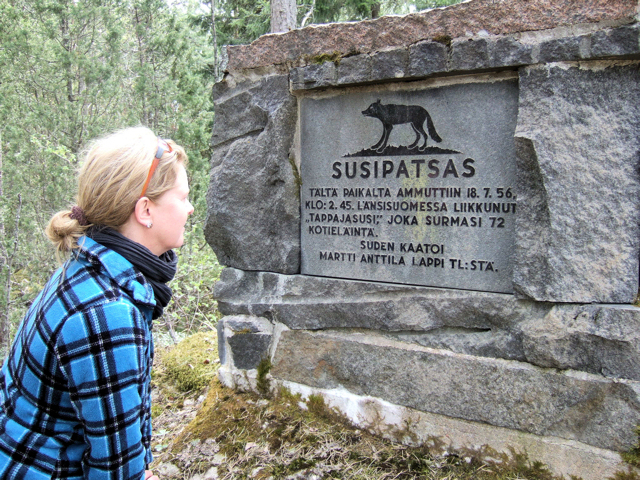 SUSIPATSAS
TÄLTÄ PAIKALTA AMMUTTIIN 18.7.56,
KLO: 2.45. LÄNSISUOMESSA LIIKKUNUT
„TAPPAJASUSI,” JOKA SURMASI 72
KOTIELÄINTÄ.
SUDEN KAATOI
MARTTI ANTTILA LAPPI TL:STÄ.